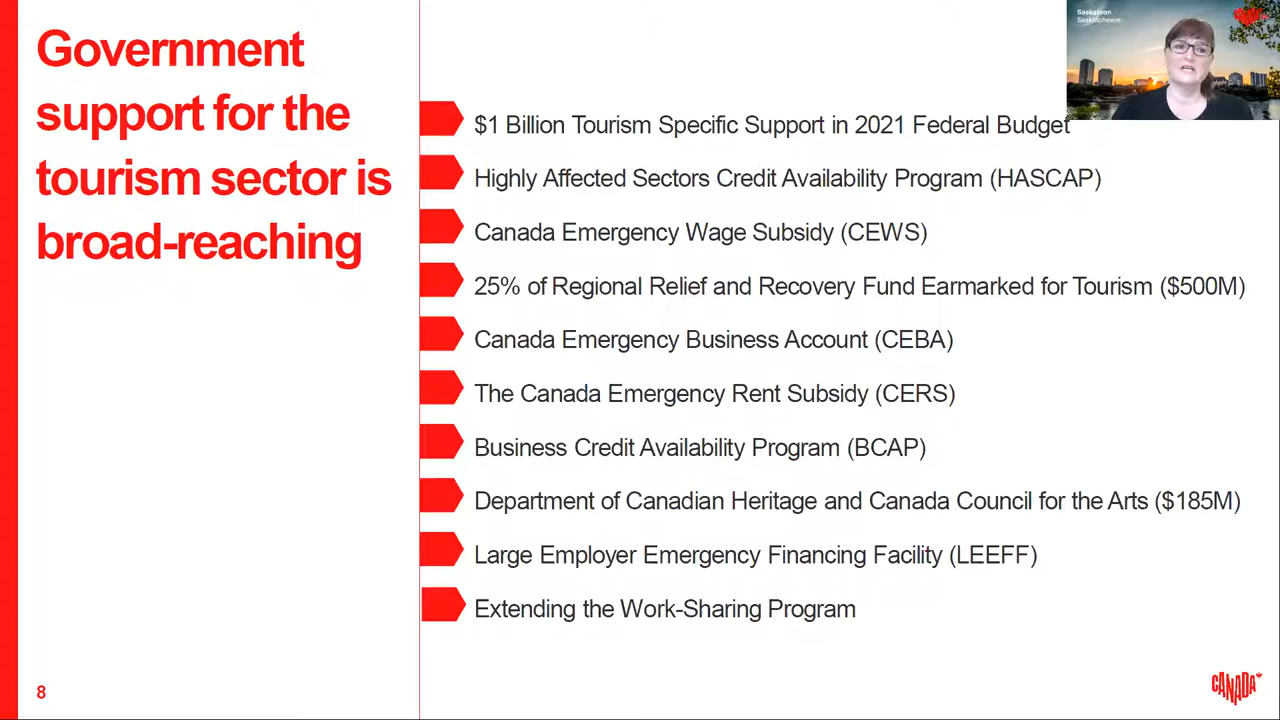 Government
support for the
tourism sector is
broad-reaching
Saskatoon
Saskatchewan
$1 Billion Tourism Specific Support in 2021 Federal Budget
Highly Affected Sectors Credit Availability Program (HASCAP)
Canada Emergency Wage Subsidy (CEWS)
25% of Regional Relief and Recovery Fund Earmarked for Tourism ($500M)
Canada Emergency Business Account (CEBA)
The Canada Emergency Rent Subsidy (CERS)
Business Credit Availability Program (BCAP)
Department of Canadian Heritage and Canada Council for the Arts ($185M)
Large Employer Emergency Financing Facility (LEEFF)
Extending the Work-Sharing Program
8
CANADA